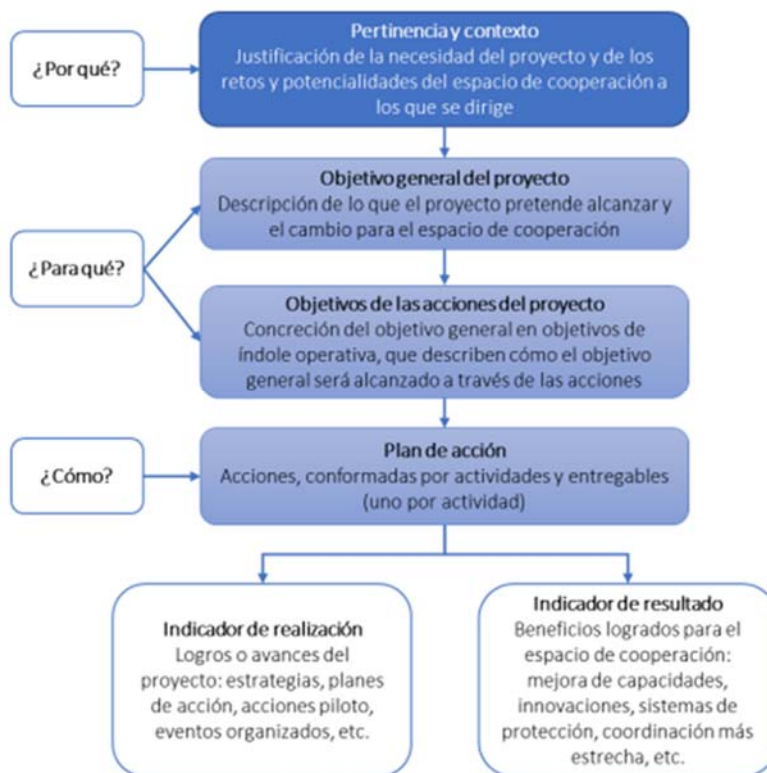 ¿Por qué?
Pertinencia y contexto
Justificación de la necesidad del proyecto y de los
retos y potencialidades del espacio de cooperación a
los que se dirige
¿Para qué?
Objetivo general del proyecto
Descripción de lo que el proyecto pretende alcanzar y
el cambio para el espacio de cooperación
Objetivos de las acciones del proyecto
Concreción del objetivo general en objetivos de
índole operativa, que describen cómo el objetivo
general será alcanzado a través de las acciones
¿Cómo?
Plan de acción
Acciones, conformadas por actividades y entregables
(uno por actividad)
Indicador de realización
Logros o avances del
proyecto: estrategias, planes
de acción, acciones piloto,
eventos organizados, etc.
Indicador de resultado
Beneficios logrados para el
espacio de cooperación:
mejora de capacidades,
innovaciones, sistemas de
protección, coordinación más
estrecha, etc.